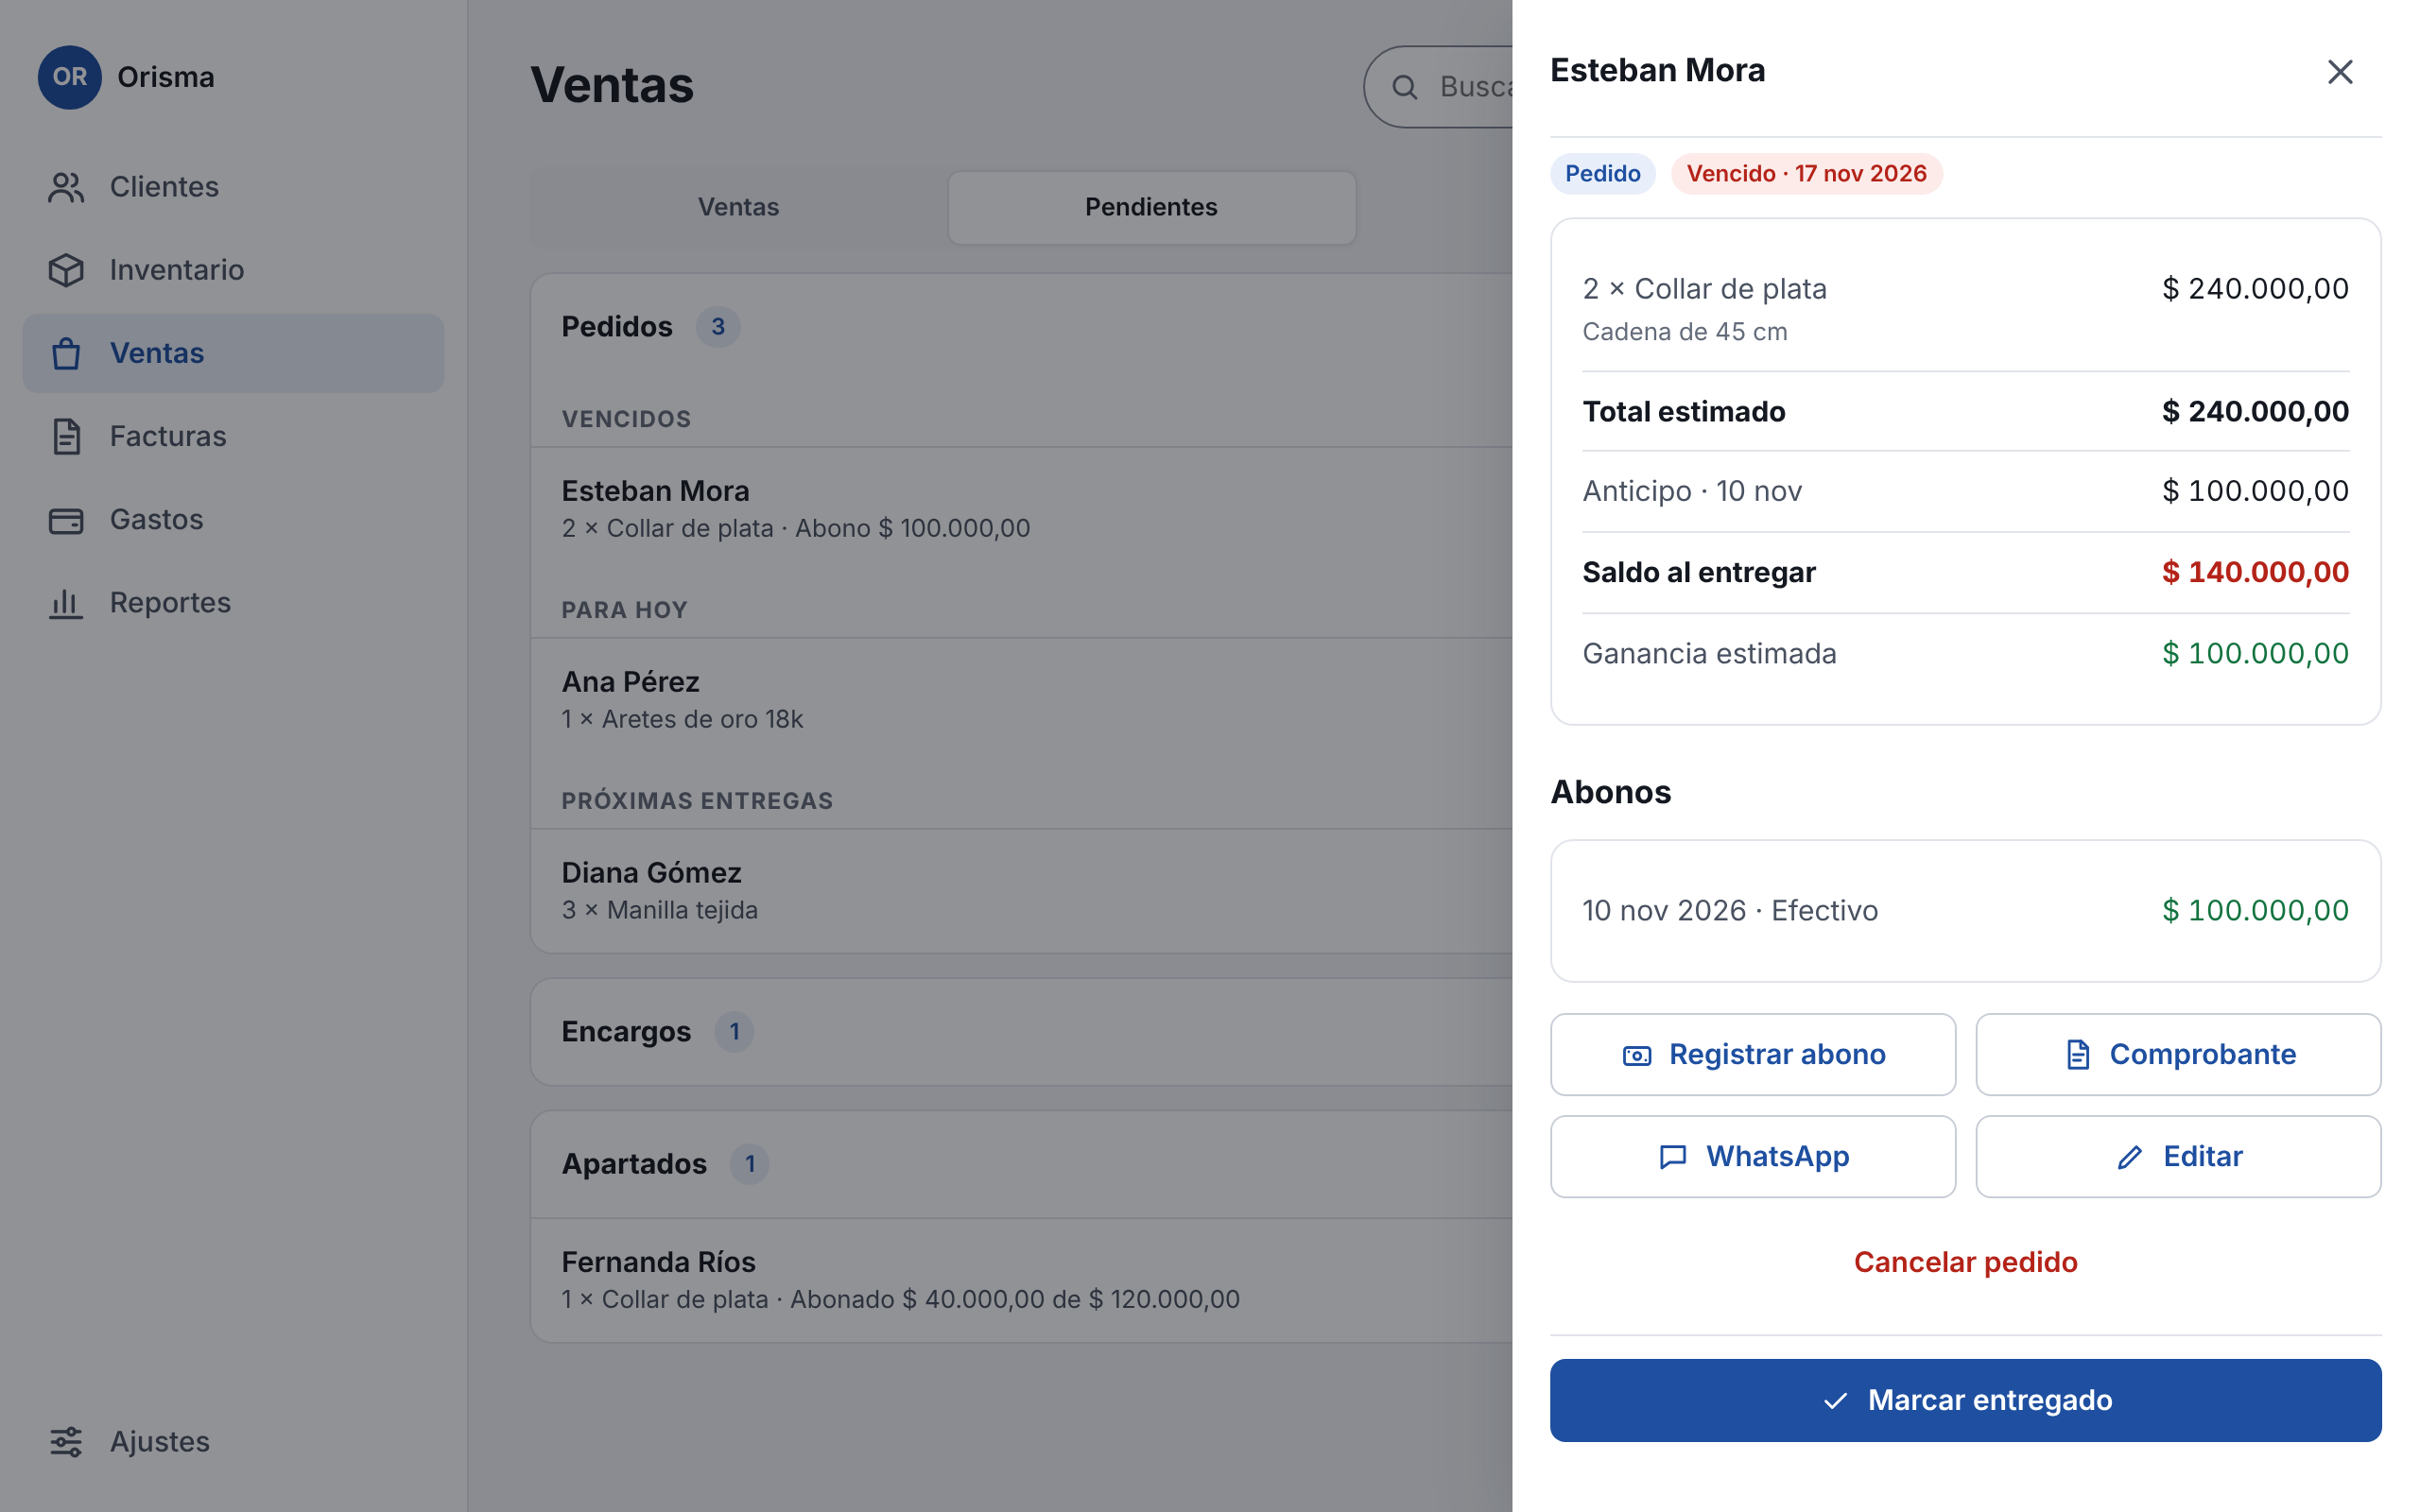 OR Orisma
Clientes
Inventario
Ventas
Facturas
Gastos
Reportes
Ajustes
Ventas
Ventas
Pendientes
Pedidos 3
VENCIDOS
Esteban Mora
2 × Collar de plata · Abono $ 100.000,00
PARA HOY
Ana Pérez
1 × Aretes de oro 18k
PRÓXIMAS ENTREGAS
Diana Gómez
3 × Manilla tejida
Encargos 1
Apartados 1
Fernanda Ríos
1 × Collar de plata · Abonado $ 40.000,00 de $ 120.000,00
Esteban Mora
Pedido Vencido · 17 nov 2026
2 × Collar de plata $ 240.000,00
Cadena de 45 cm
Total estimado $ 240.000,00
Anticipo · 10 nov $ 100.000,00
Saldo al entregar $ 140.000,00
Ganancia estimada $ 100.000,00
Abonos
10 nov 2026 · Efectivo $ 100.000,00
Registrar abono Comprobante
WhatsApp Editar
Cancelar pedido
Marcar entregado